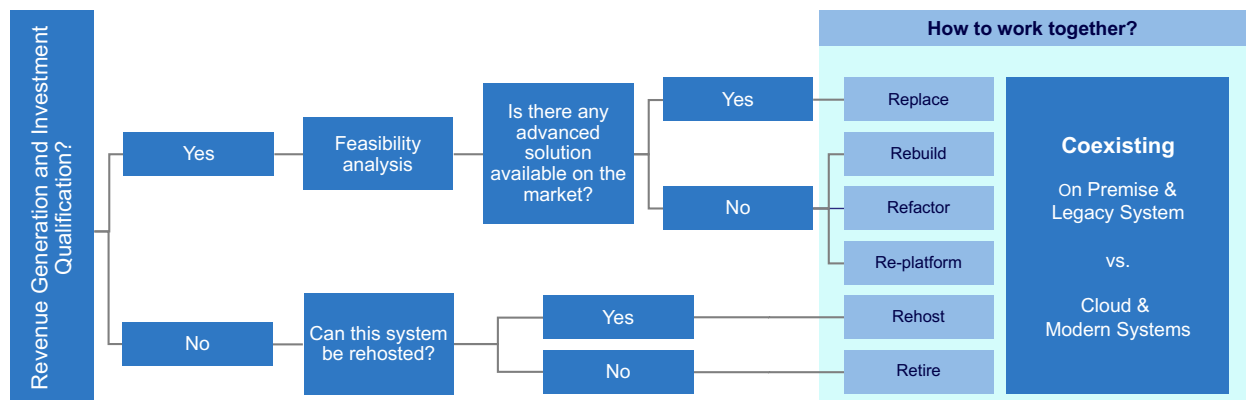 Revenue Generation and Investment
Qualification?
Yes
Feasibility
analysis
Is there any
advanced
solution
available on the
market?
Yes
No
No
Can this system
be rehosted?
Yes
No
How to work together?
Replace
Rebuild
Refactor
Re-platform
Rehost
Retire
Coexisting
On Premise &
Legacy System
vs.
Cloud &
Modern Systems